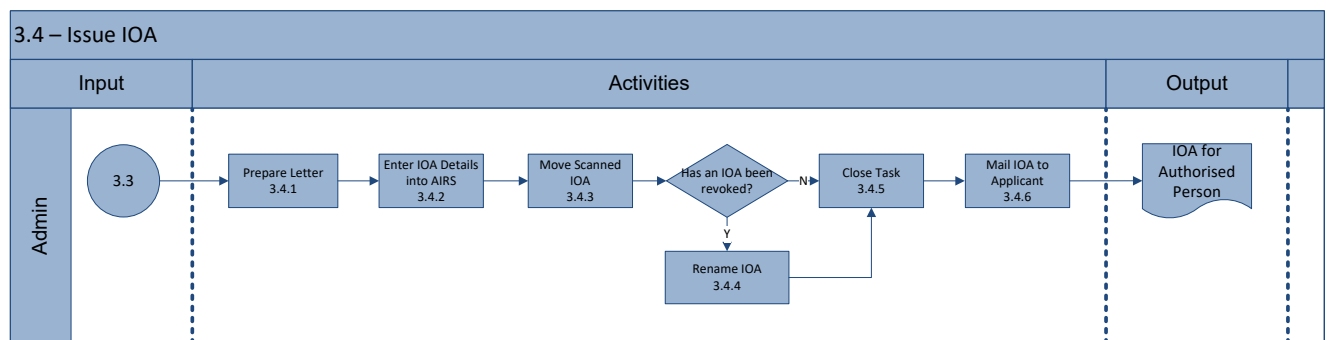 3.4 – Issue IOA
Input
Activities
Output
Admin
3.3
Prepare Letter
3.4.1
Enter IOA Details
into AIRS
3.4.2
Move Scanned
IOA
3.4.3
Has an IOA been
revoked?
N
Y
Rename IOA
3.4.4
Close Task
3.4.5
Mail IOA to
Applicant
3.4.6
IOA for
Authorised
Person